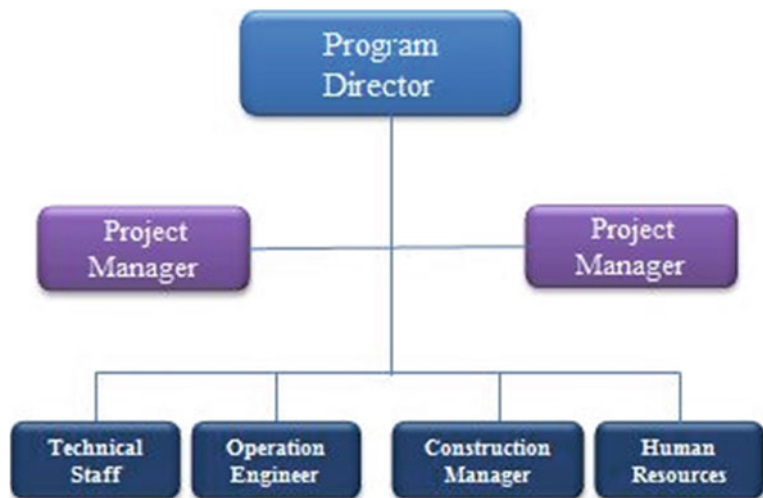 Program
Director
Project
Manager
Project
Manager
Technical
Staff
Operation
Engineer
Construction
Manager
Human
Resources